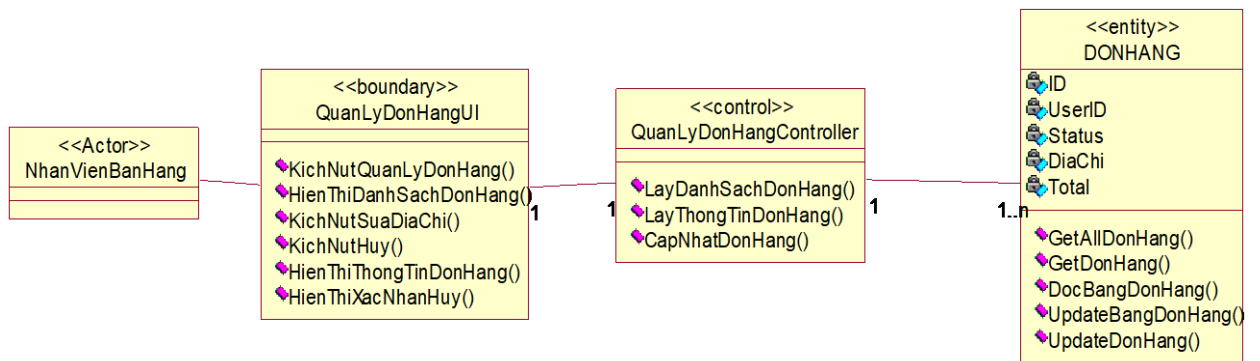 <<Actor>>
NhanVienBanHang
<<boundary>>
QuanLyDonHangUI
KichNutQuanLyDonHang()
HienThiDanhSachDonHang()
KichNutSuaDiaChi()
KichNutHuy()
HienThiThongTinDonHang()
HienThiXacNhanHuy()
1
1
<<control>>
QuanLyDonHangController
LayDanhSachDonHang()
LayThongTinDonHang()
CapNhatDonHang()
1
1..n
<<entity>>
DONHANG
ID
UserID
Status
DiaChi
Total
GetAllDonHang()
GetDonHang()
DocBangDonHang()
UpdateBangDonHang()
UpdateDonHang()